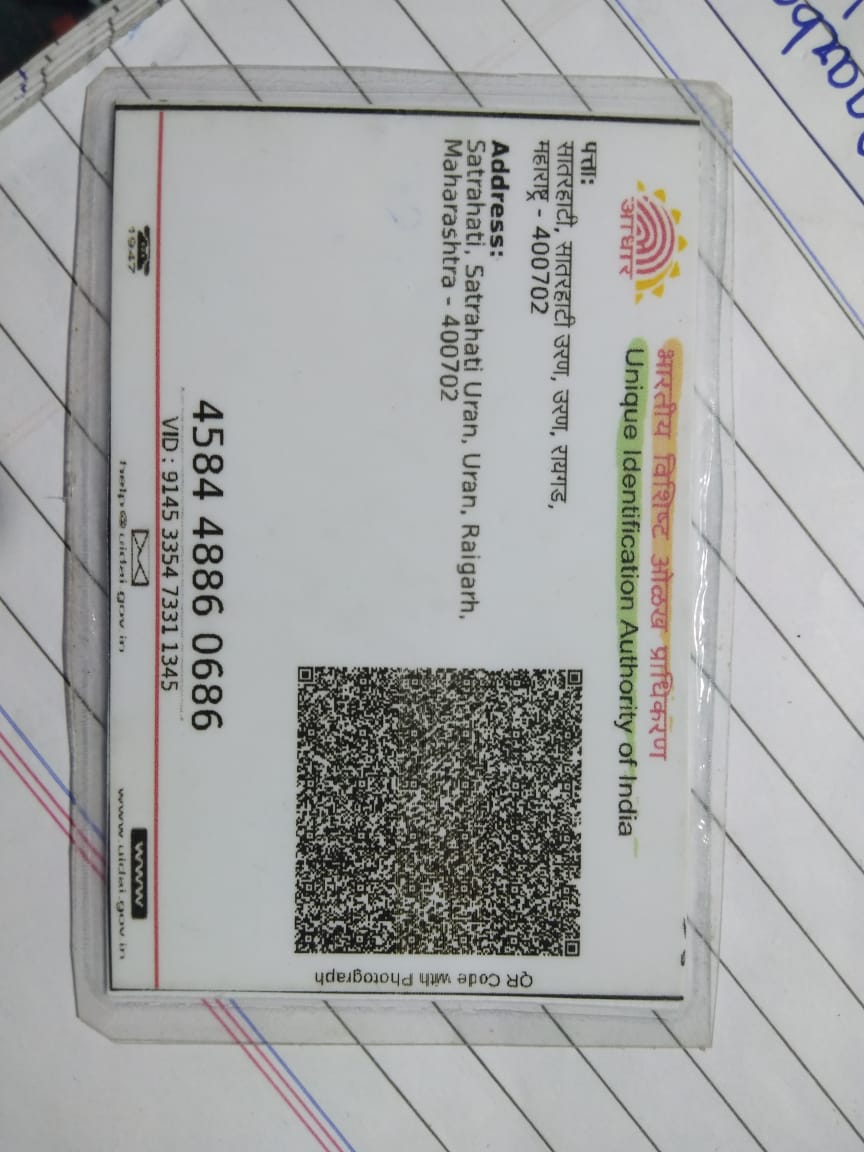 भारतीय विशिष्ट ओळख प्राधिकरण
Unique Identification Authority of India
आधार
पत्ता:
सातरहाटी, सातरहाटी उरण, उरण, रायगड,
महाराष्ट्र - 400702
Address:
Satrahati, Satrahati Uran, Uran, Raigarh,
Maharashtra - 400702
QR Code with Photograph
4584 4886 0686
VID : 9145 3354 7331 1345
1947
help@uidai.gov.in
www
www.uidai.gov.in